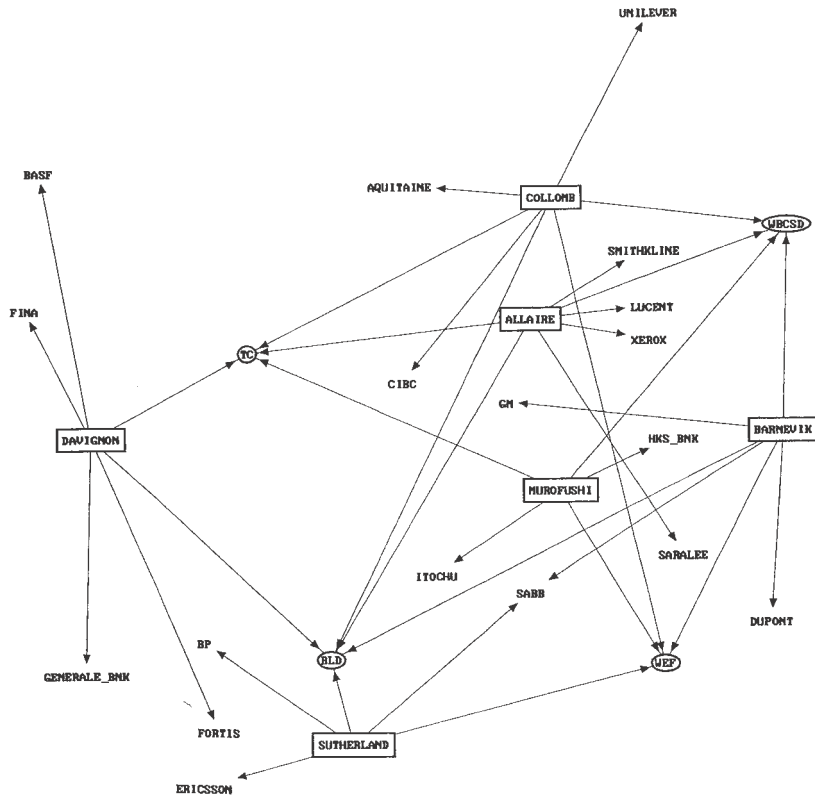 UNILEVER
BASF
AQUITAINE
COLLOMB
WBCSD
SMITHKLINE
FINA
LUCENT
ALLAIRE
XEROX
TC
CIBC
GM
BARNEVIK
DAVIGNON
HKS_BNK
MUROFUSHI
SARALEE
ITOCHU
SABB
DUPONT
BP
BLD
WEF
GENERALE_BNK
FORTIS
SUTHERLAND
ERICSSON